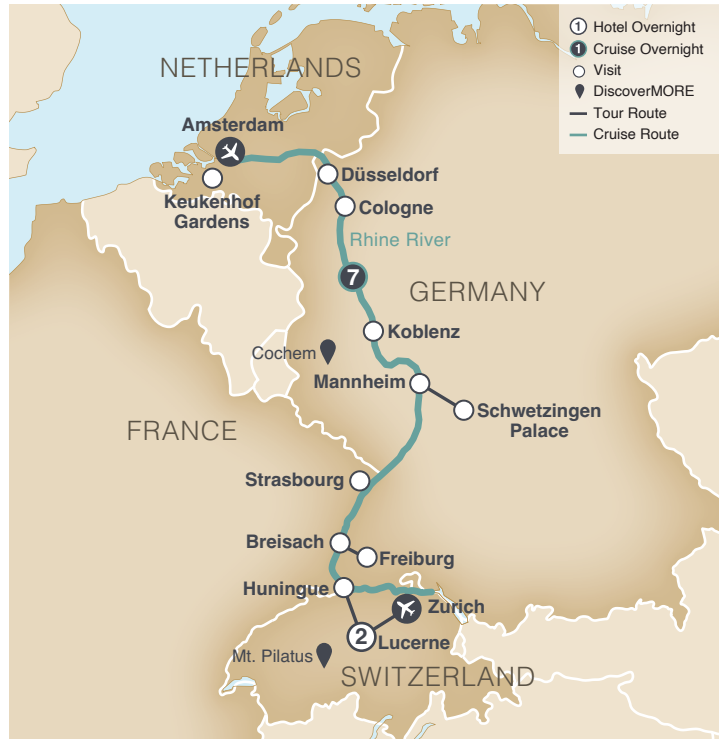 1 Hotel Overnight
1 Cruise Overnight
Visit
DiscoverMORE
Tour Route
Cruise Route
NETHERLANDS
Amsterdam
Düsseldorf
Keukenhof
Gardens
Cologne
Rhine River
7
GERMANY
Koblenz
Cochem
Mannheim
Schwetzingen
Palace
FRANCE
Strasbourg
Breisach
Freiburg
Huningue
Zurich
2
Lucerne
Mt. Pilatus
SWITZERLAND